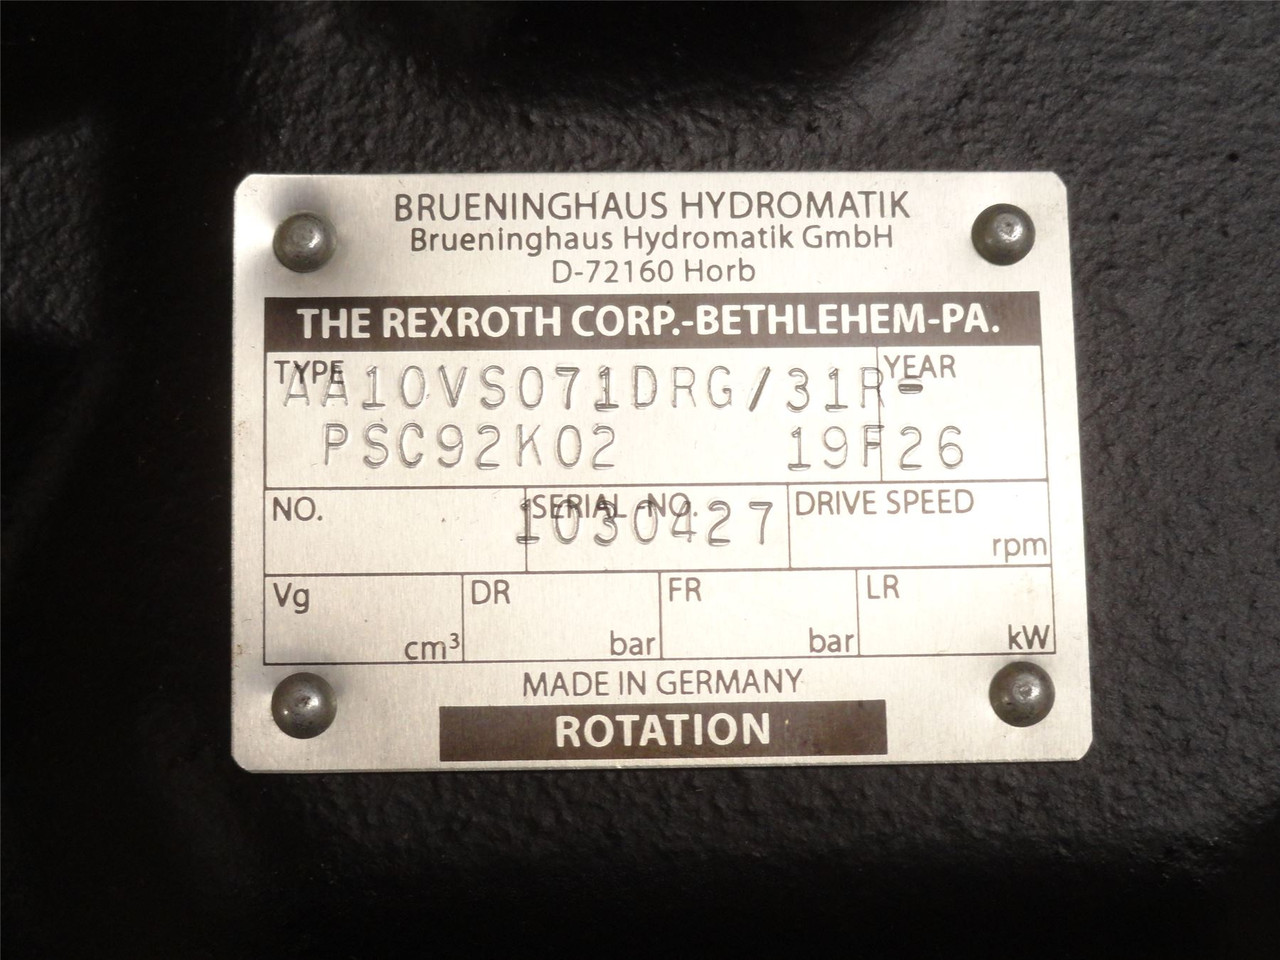 BRUENINGHAUS HYDROMATIK
Brueninghaus Hydromatik GmbH
D-72160 Horb
THE REXROTH CORP.-BETHLEHEM-PA.
TYPE YEAR
AA10VSO71DRG/31R-
PSC92K02 19F26
NO. SERIAL-NO. DRIVE SPEED
1030427
rpm
Vg DR FR LR
cm³ bar bar kW
MADE IN GERMANY
ROTATION